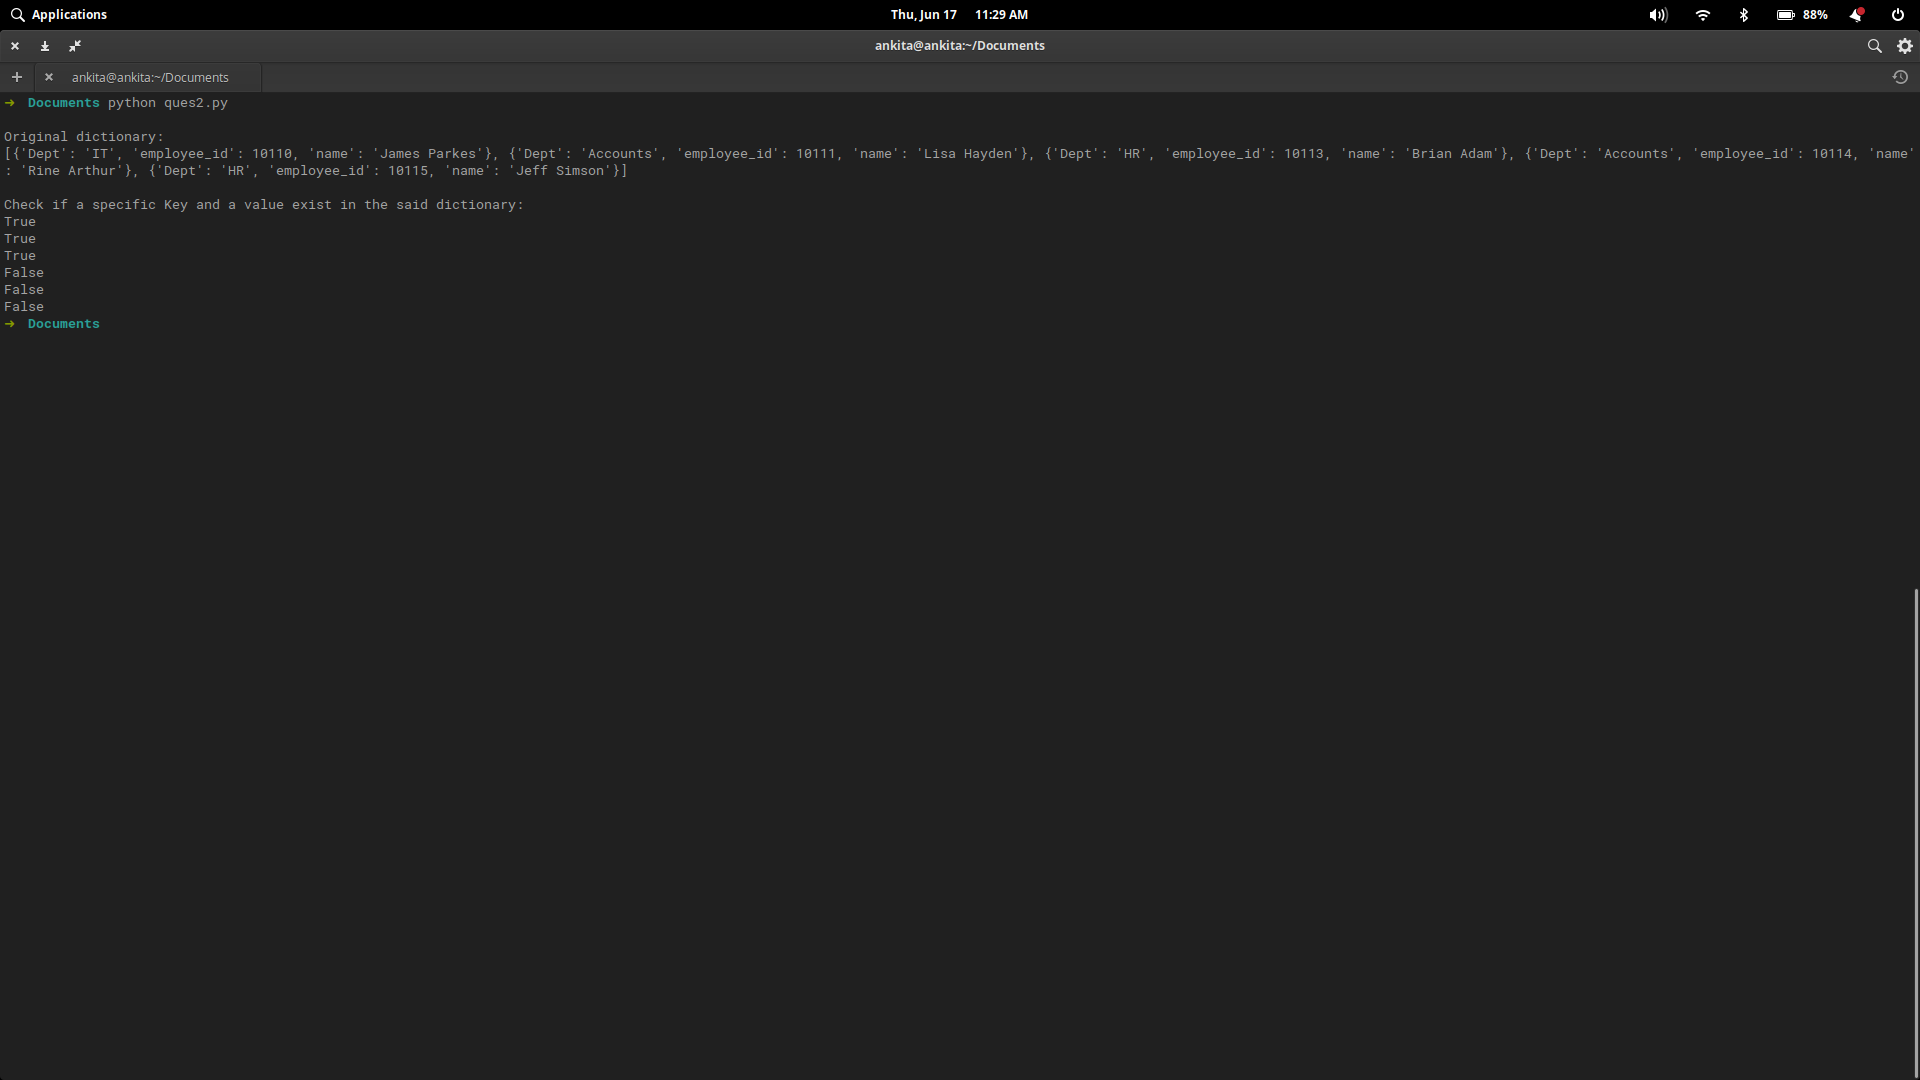 Applications
Thu, Jun 17 11:29 AM
88%
ankita@ankita:~/Documents
ankita@ankita:~/Documents
➜ Documents python ques2.py
Original dictionary:
[{'Dept': 'IT', 'employee_id': 10110, 'name': 'James Parkes'}, {'Dept': 'Accounts', 'employee_id': 10111, 'name': 'Lisa Hayden'}, {'Dept': 'HR', 'employee_id': 10113, 'name': 'Brian Adam'}, {'Dept': 'Accounts', 'employee_id': 10114, 'name'
: 'Rine Arthur'}, {'Dept': 'HR', 'employee_id': 10115, 'name': 'Jeff Simson'}]
Check if a specific Key and a value exist in the said dictionary:
True
True
True
False
False
False
➜ Documents